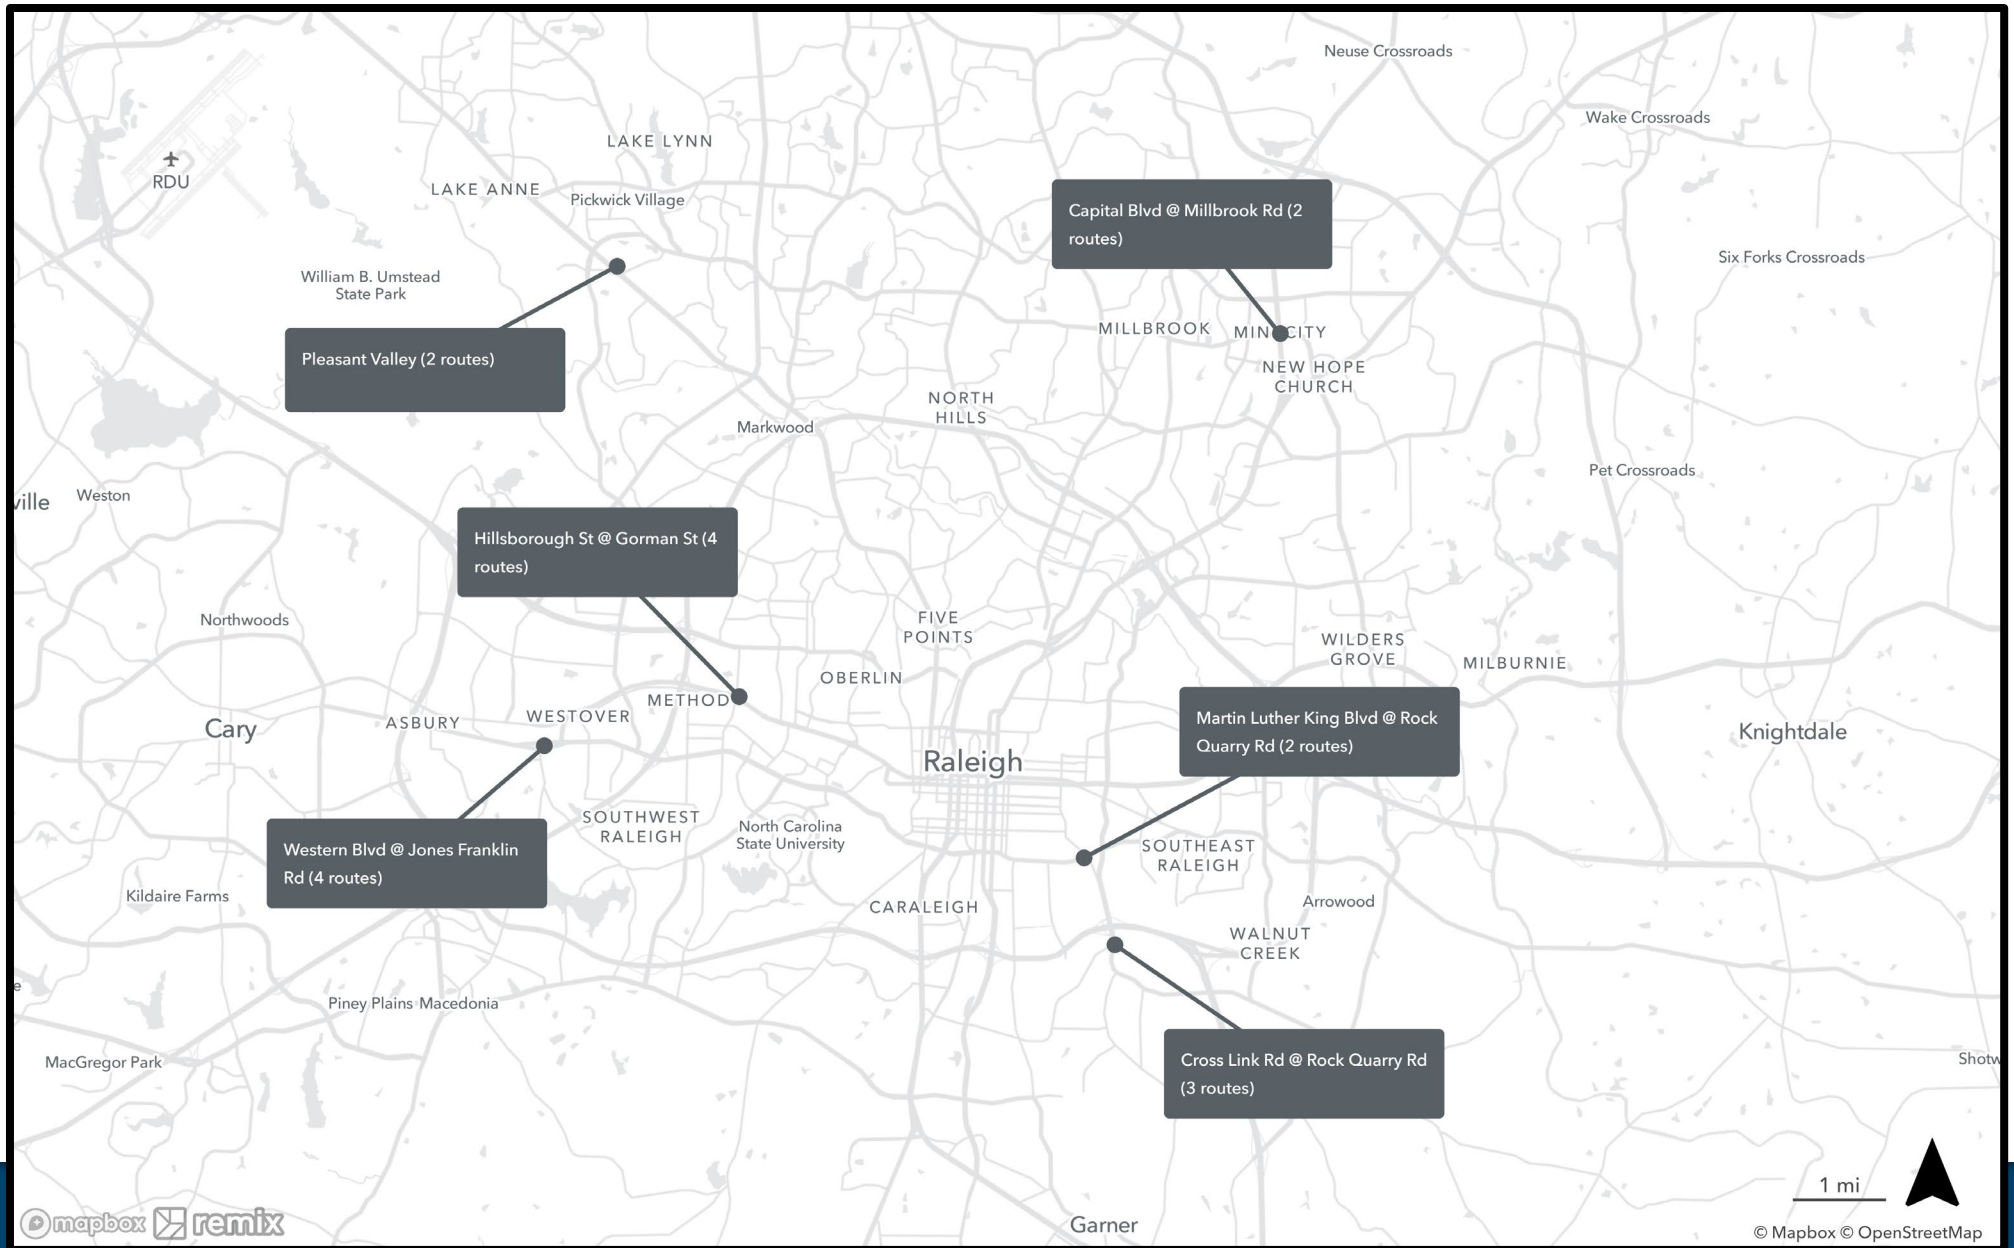 Neuse Crossroads
Wake Crossroads
LAKE LYNN
RDU
LAKE ANNE
Pickwick Village
Capital Blvd @ Millbrook Rd (2
routes)
Six Forks Crossroads
William B. Umstead
State Park
MILLBROOK
CITY
Pleasant Valley (2 routes)
NEW HOPE
CHURCH
NORTH
HILLS
Markwood
Pet Crossroads
ville
Weston
Hillsborough St @ Gorman St (4
routes)
Northwoods
FIVE
POINTS
WILDERS
GROVE
MILBURNIE
OBERLIN
METHOD
ASBURY
WESTOVER
Cary
Martin Luther King Blvd @ Rock
Quarry Rd (2 routes)
Knightdale
Raleigh
SOUTHWEST
RALEIGH
North Carolina
State University
Western Blvd @ Jones Franklin
Rd (4 routes)
SOUTHEAST
RALEIGH
Kildaire Farms
CARALEIGH
Arrowood
WALNUT
CREEK
e
Piney Plains
Macedonia
MacGregor Park
Cross Link Rd @ Rock Quarry Rd
(3 routes)
Shotw
1 mi
mapbox
remix
Garner
© Mapbox © OpenStreetMap